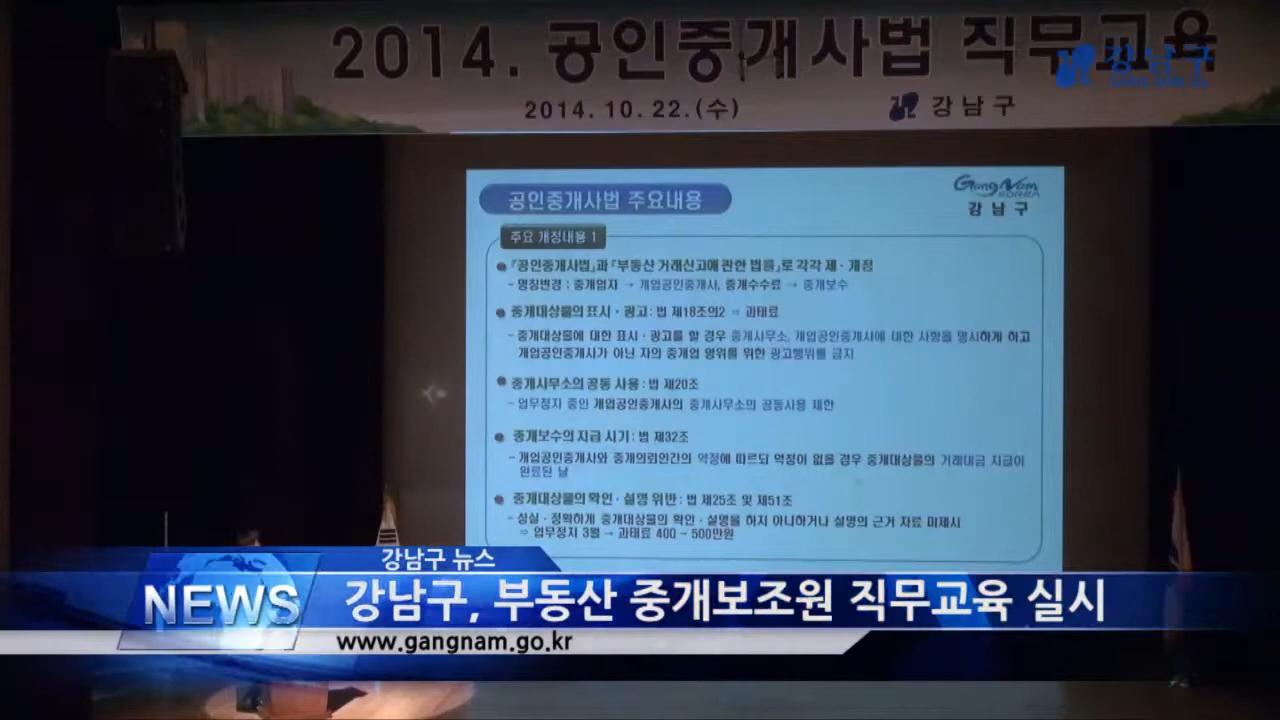 2014. 공인중개사법 직무교육
강남구
2014. 10. 22.(수)
강남구
공인중개사법 주요내용
GangNam
KOREA
강남구
주요 개정내용 1
『공인중개사법』과 『부동산 거래신고에 관한 법률』로 각각 제·개정
- 명칭변경 : 중개업자 → 개업공인중개사, 중개수수료 → 중개보수
중개대상물의 표시·광고 : 법 제18조의2 ⇒ 과태료
- 중개대상물에 대한 표시·광고를 할 경우 중개사무소, 개업공인중개사에 대한 사항을 명시하게 하고
개업공인중개사가 아닌 자의 중개업 영위를 위한 광고행위를 금지
중개사무소의 공동 사용 : 법 제20조
- 업무정지 중인 개업공인중개사의 중개사무소의 공동사용 제한
중개보수의 지급 시기 : 법 제32조
- 개업공인중개사와 중개의뢰인간의 약정에 따르되 약정이 없을 경우 중개대상물의 거래대금 지급이
완료된 날
중개대상물의 확인·설명 위반 : 법 제25조 및 제51조
- 성실·정확하게 중개대상물의 확인·설명을 하지 아니하거나 설명의 근거 자료 미제시
⇒ 업무정지 3월 → 과태료 400 ~ 500만원
강남구 뉴스
NEWS
강남구, 부동산 중개보조원 직무교육 실시
www.gangnam.go.kr